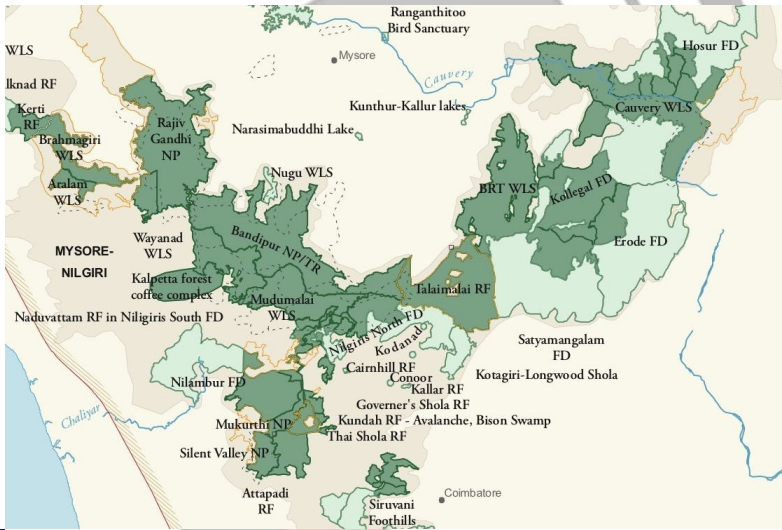 Ranganthitoo
Bird Sanctuary
Hosur FD
WLS
Mysore
Cauvery
lknad RF
Kunthur-Kallur lakes
Cauvery WLS
Kerti
RF
Rajiv
Gandhi
NP
Narasimabuddhi Lake
Brahmagiri
WLS
Nugu WLS
Aralam
WLS
BRT WLS
Kollegal FD
Wayanad
WLS
Bandipur NP/TR
Erode FD
MYSORE-
NILGIRI
Kalpetta forest
coffee complex
Mudumalai
WLS
Talaimalai RF
Naduvattam RF in Niligiris South FD
Nilgiris North FD
Kodanad
Satyamangalam
FD
Cairnhill RF
Conoor
Kotagiri-Longwood Shola
Nilambur FD
Kallar RF
Governer's Shola RF
Chaliyar
Mukurthi NP
Kundah RF - Avalanche, Bison Swamp
Thai Shola RF
Silent Valley NP
Attapadi
RF
Coimbatore
Siruvani
Foothills